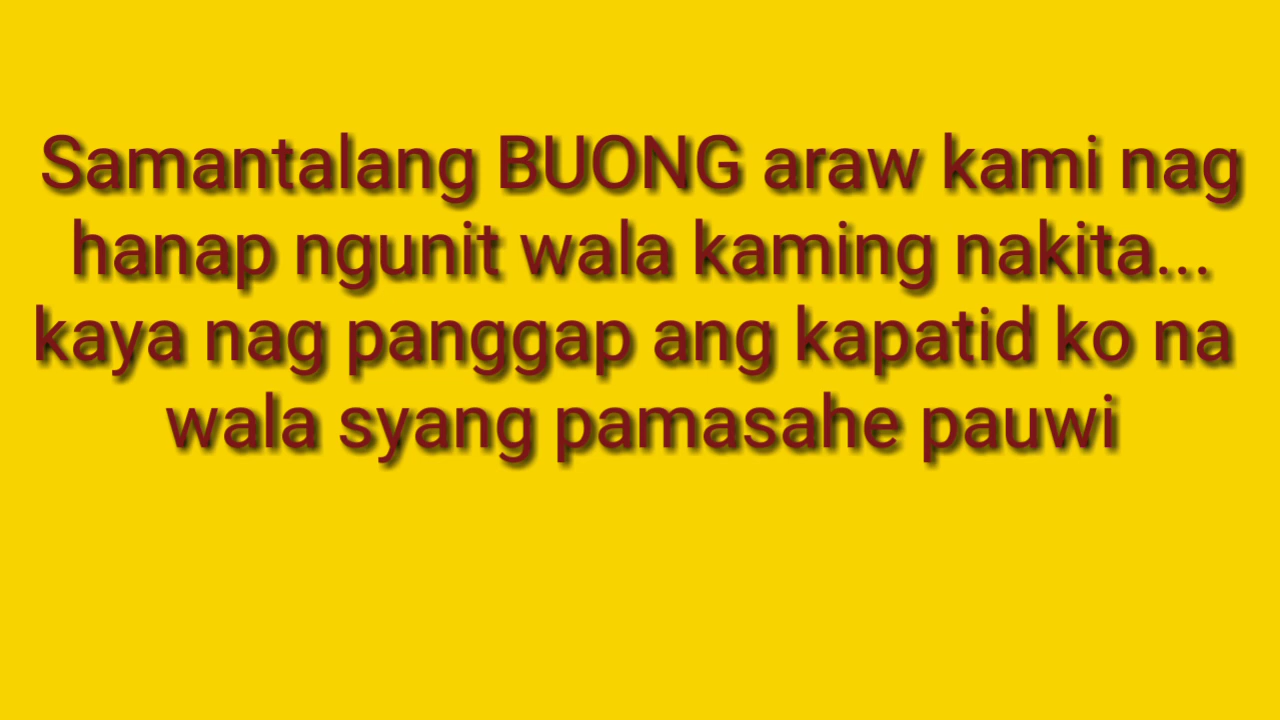 Samantalang BUONG araw kami nag
hanap ngunit wala kaming nakita...
kaya nag panggap ang kapatid ko na
wala syang pamasahe pauwi